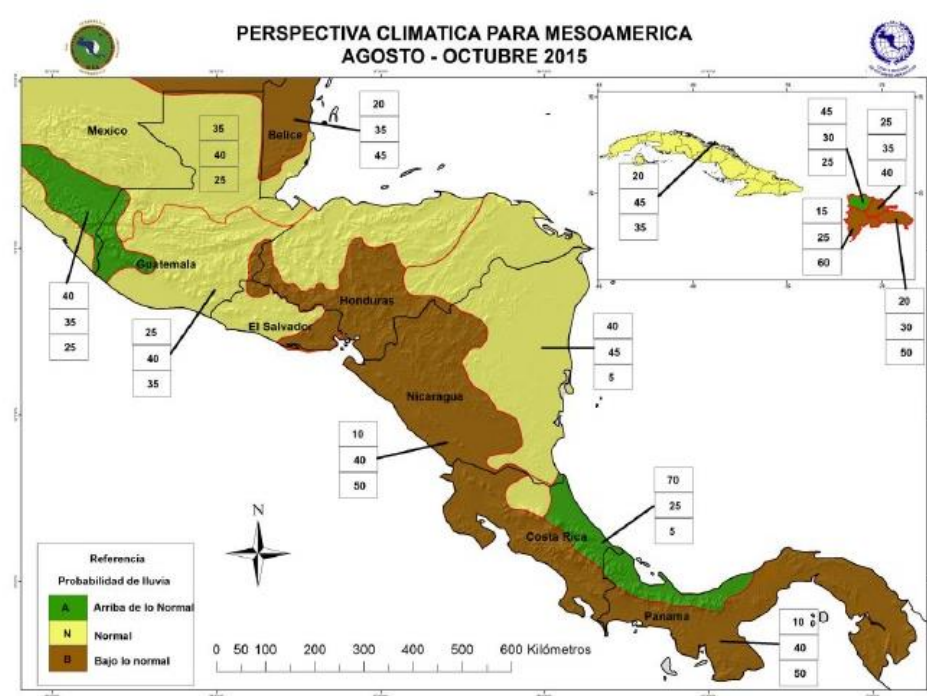 PERSPECTIVA CLIMATICA PARA MESOAMERICA
AGOSTO - OCTUBRE 2015
Mexico
35
40
25
Belice
20
35
45
45
30
25
25
35
40
20
45
35
15
25
60
20
30
50
Guatemala
40
35
25
Honduras
El Salvador
25
40
35
40
45
5
Nicaragua
10
40
50
70
25
5
N
Costa Rica
Panama
10
40
50
Referencia
Probabilidad de lluvia
A Arriba de lo Normal
N Normal
B Bajo lo normal
0 50 100 200 300 400 500 600 Kilómetros